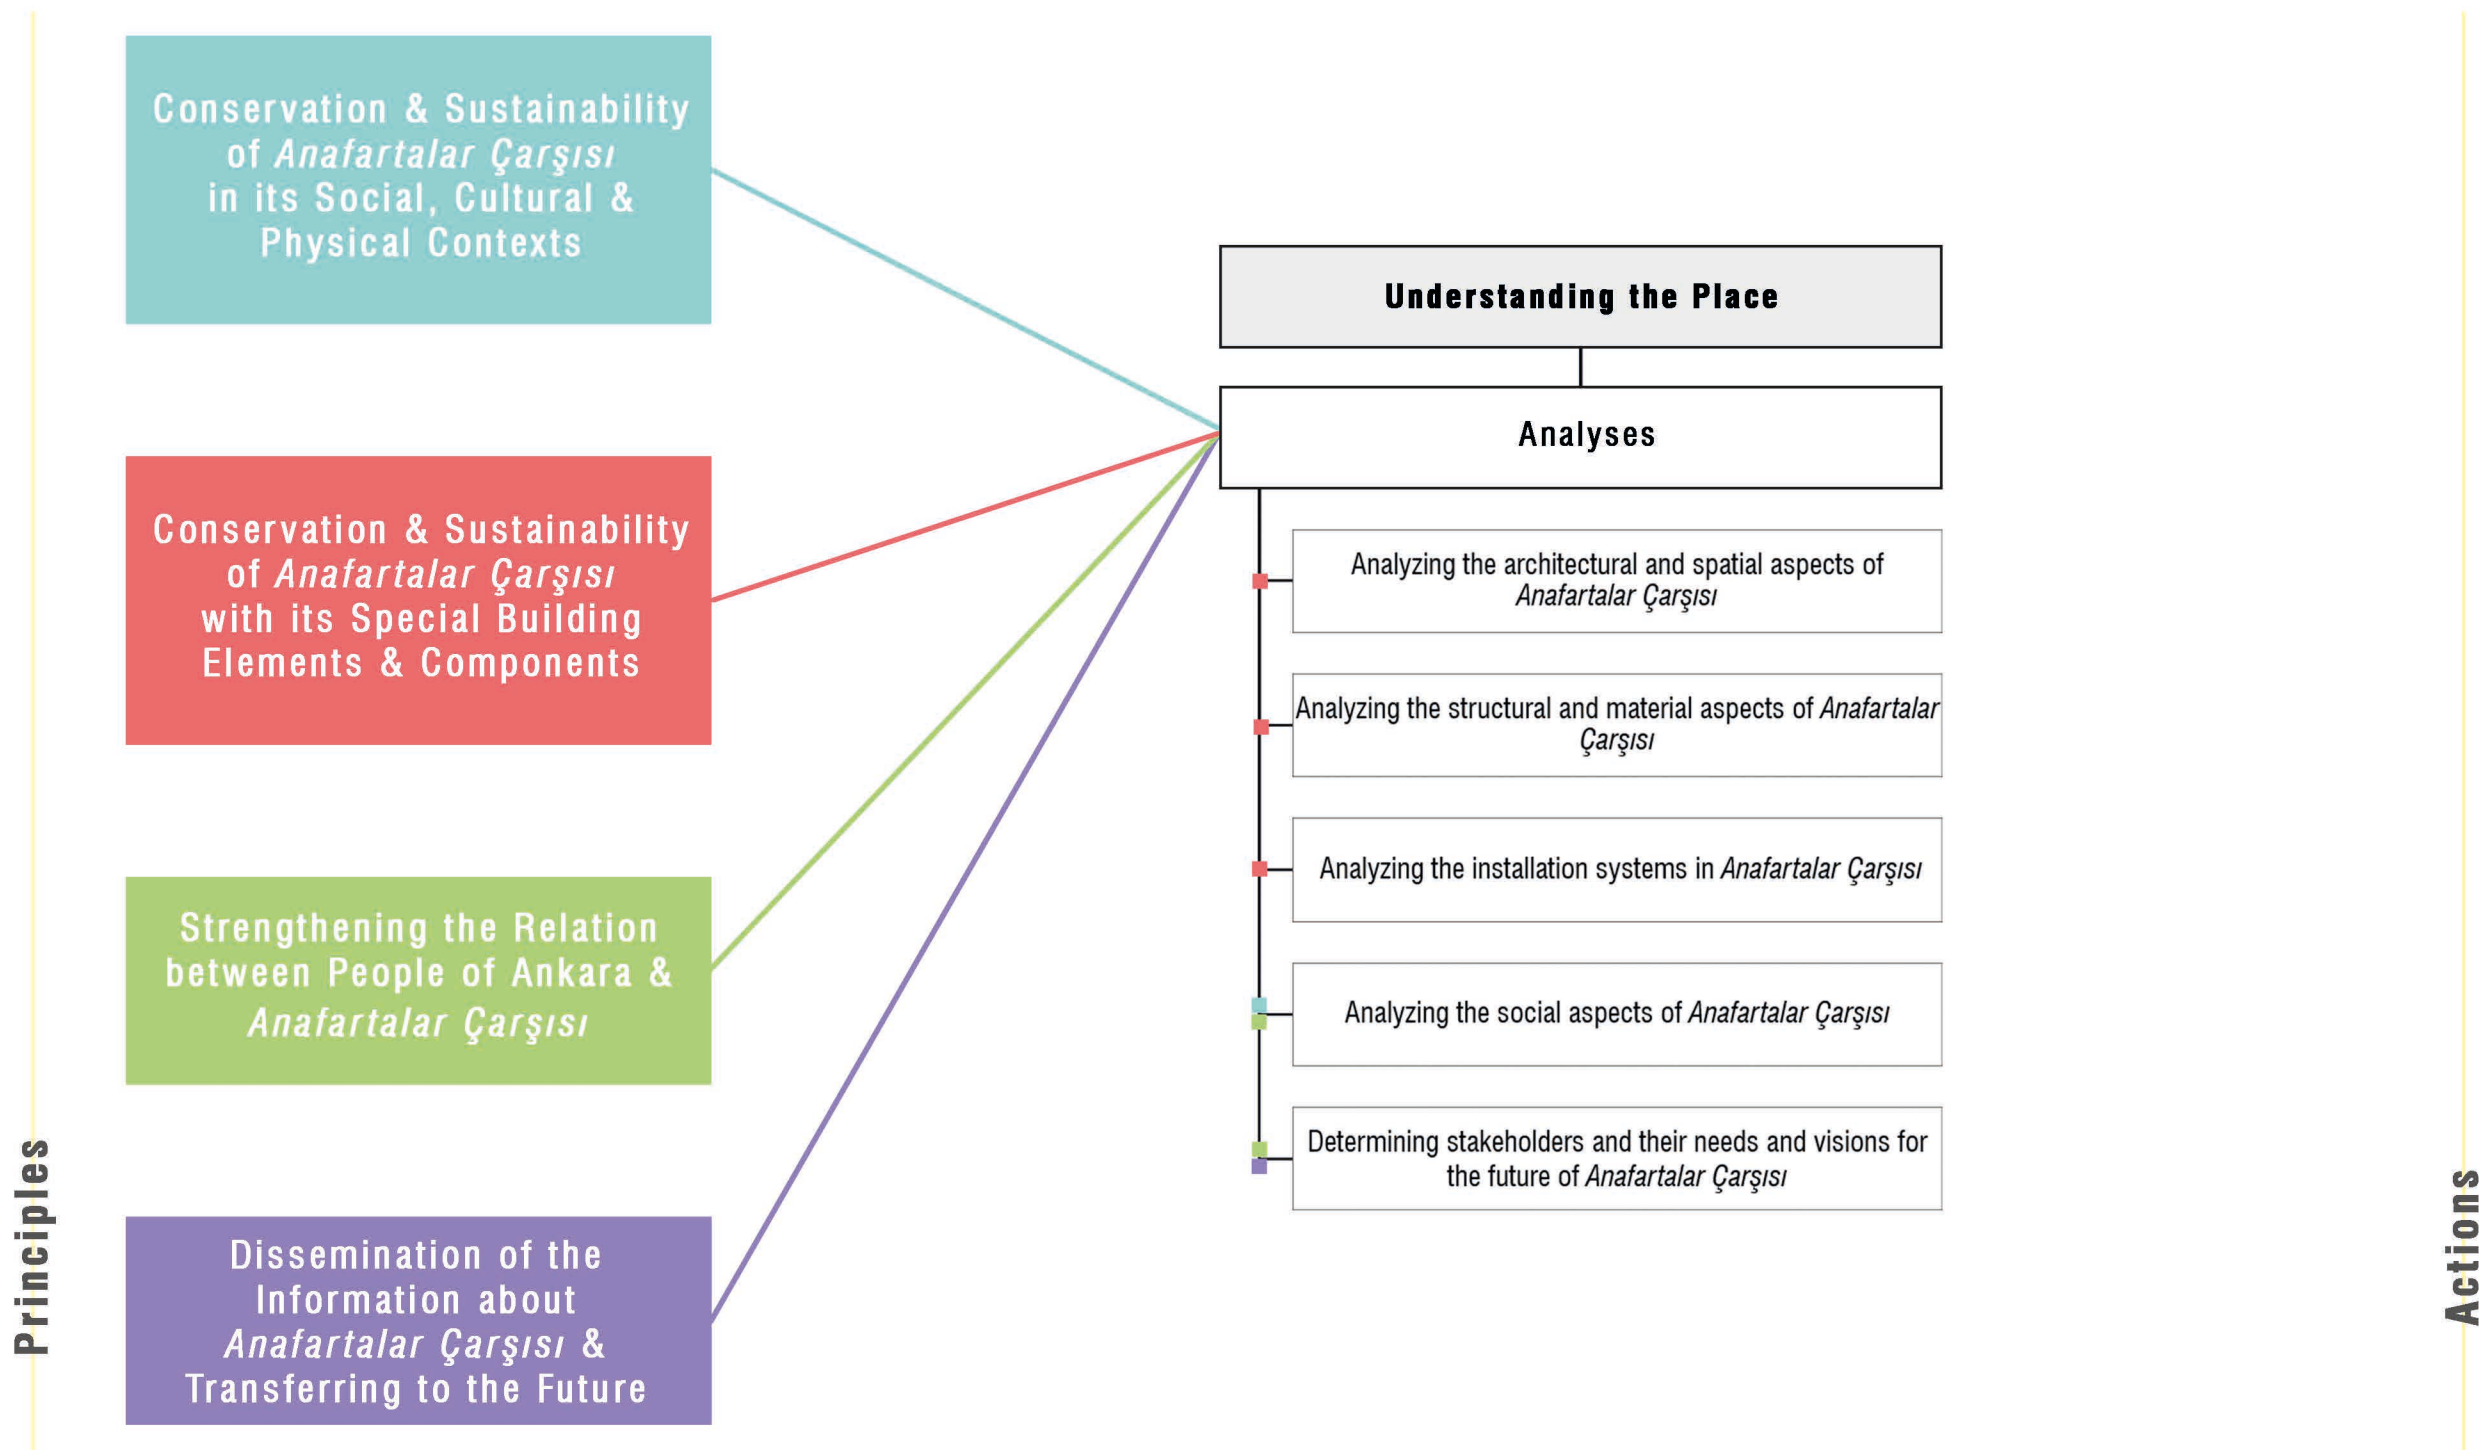 Principles
Conservation & Sustainability
of Anafartalar Çarşısı
in its Social, Cultural &
Physical Contexts
Conservation & Sustainability
of Anafartalar Çarşısı
with its Special Building
Elements & Components
Strengthening the Relation
between People of Ankara &
Anafartalar Çarşısı
Dissemination of the
Information about
Anafartalar Çarşısı &
Transferring to the Future
Understanding the Place
Analyses
Analyzing the architectural and spatial aspects of
Anafartalar Çarşısı
Analyzing the structural and material aspects of Anafartalar
Çarşısı
Analyzing the installation systems in Anafartalar Çarşısı
Analyzing the social aspects of Anafartalar Çarşısı
Determining stakeholders and their needs and visions for
the future of Anafartalar Çarşısı
Actions